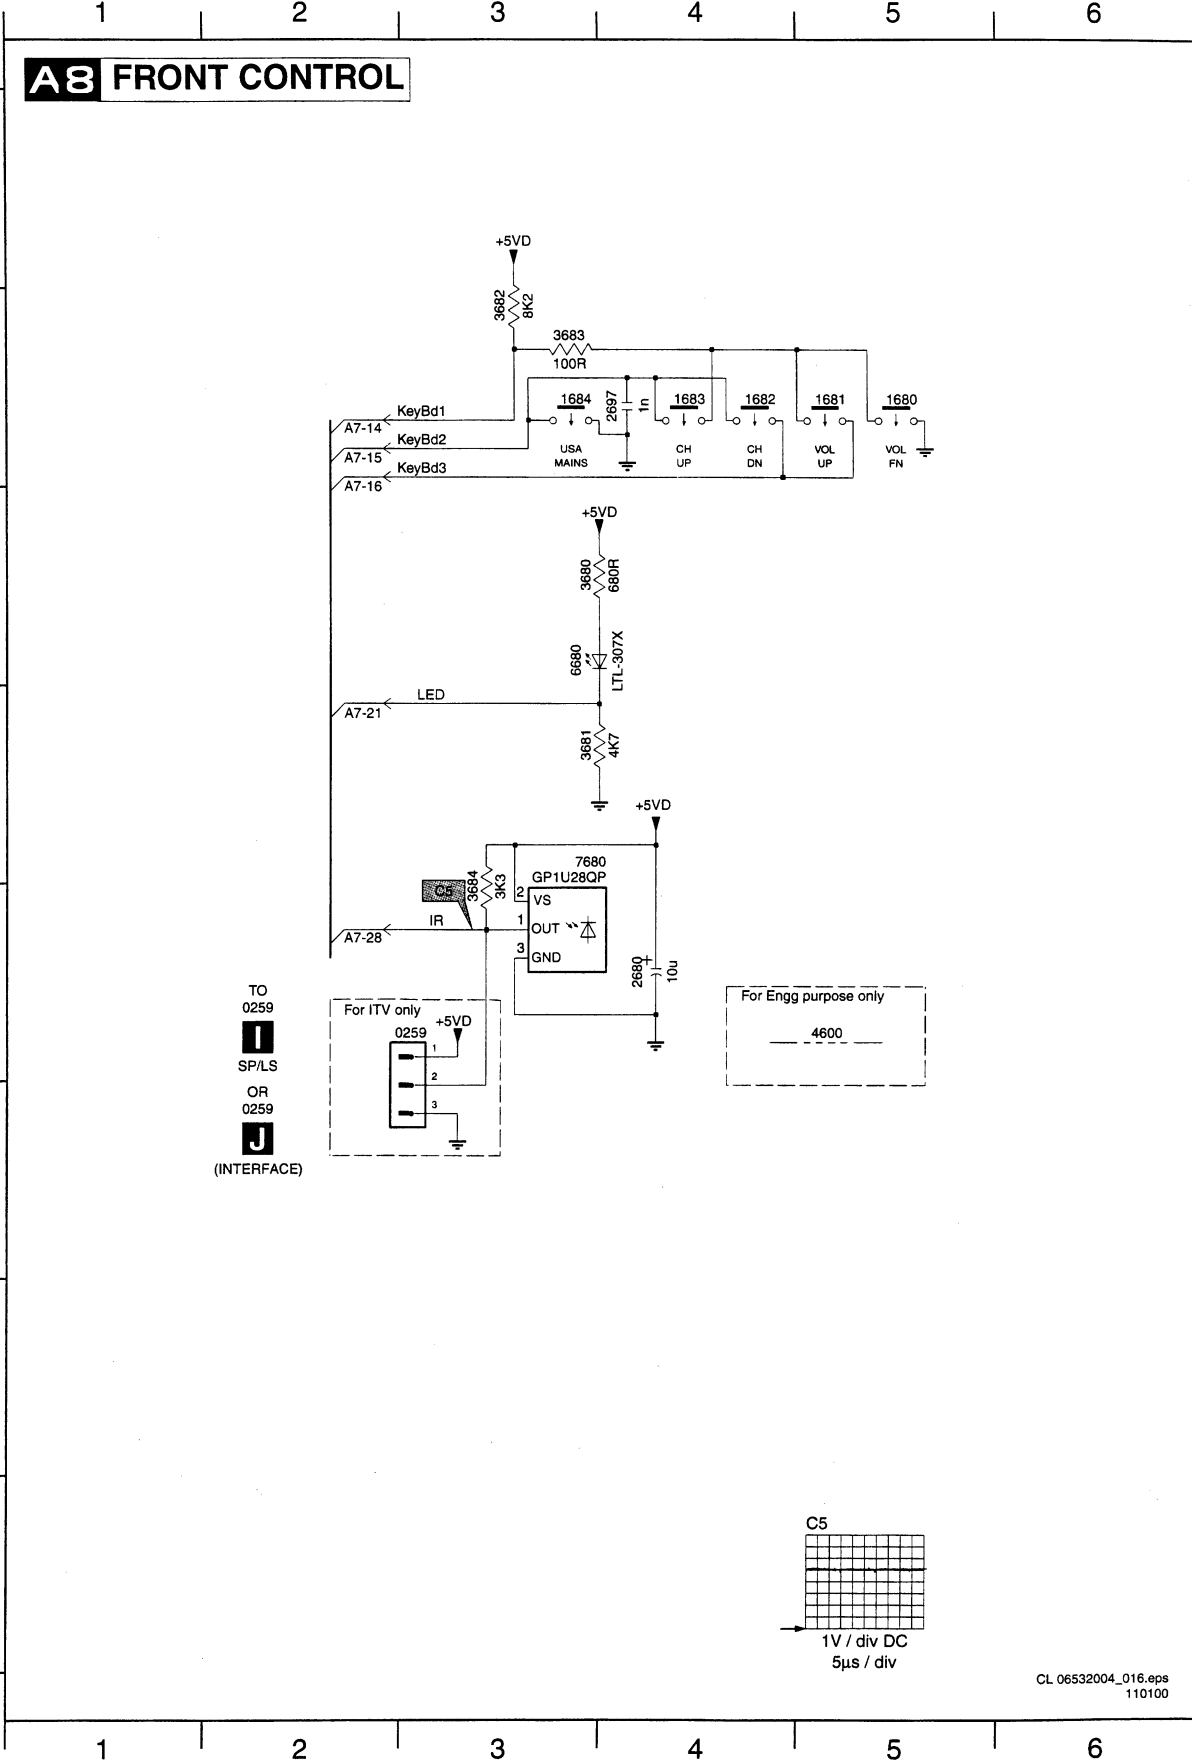 1 2 3 4 5 6
A8 FRONT CONTROL
+5VD
3682
8K2
3683
100R
1684
2697
1n
1683
1682
1681
1680
KeyBd1
A7-14
KeyBd2
A7-15
KeyBd3
A7-16
USA
MAINS
CH
UP
CH
DN
VOL
UP
VOL
FN
+5VD
3680
680R
6680
LTL-307X
LED
A7-21
3681
4K7
+5VD
7680
GP1U28QP
3684
3K3
C5
2
VS
IR
1
OUT
A7-28
3
GND
2680
+
10u
TO
0259
I
SP/LS
OR
0259
J
(INTERFACE)
For ITV only
+5VD
0259
1
2
3
For Engg purpose only
4600
C5
1V / div DC
5µs / div
CL 06532004_016.eps
110100
1 2 3 4 5 6